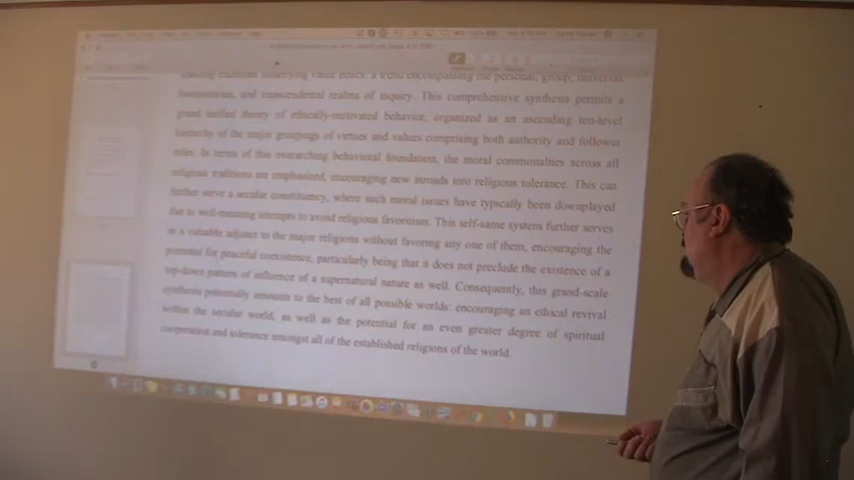 underlying value ethics: a trend encompassing the personal, group, universal,
humanitarian, and transcendental realms of inquiry. This comprehensive synthesis permits a
grand unified theory of ethically-motivated behavior, organized as an ascending ten-level
hierarchy of the major groupings of virtues and values comprising both authority and follower
roles. In terms of this overarching behavioral foundation, the moral commonalties across all
religious traditions are emphasized, encouraging new inroads into religious tolerance. This can
further serve a secular constituency, where such moral issues have typically been downplayed
due to well-meaning attempts to avoid religious favoritism. This self-same system further serves
as a valuable adjunct to the major religions without favoring any one of them, encouraging the
potential for peaceful coexistence, particularly being that it does not preclude the existence of a
top-down pattern of influence of a supernatural nature as well. Consequently, this grand-scale
synthesis potentially amounts to the best of all possible worlds: encouraging an ethical revival
within the secular world, as well as the potential for an even greater degree of spiritual
cooperation and tolerance amongst all of the established religions of the world.